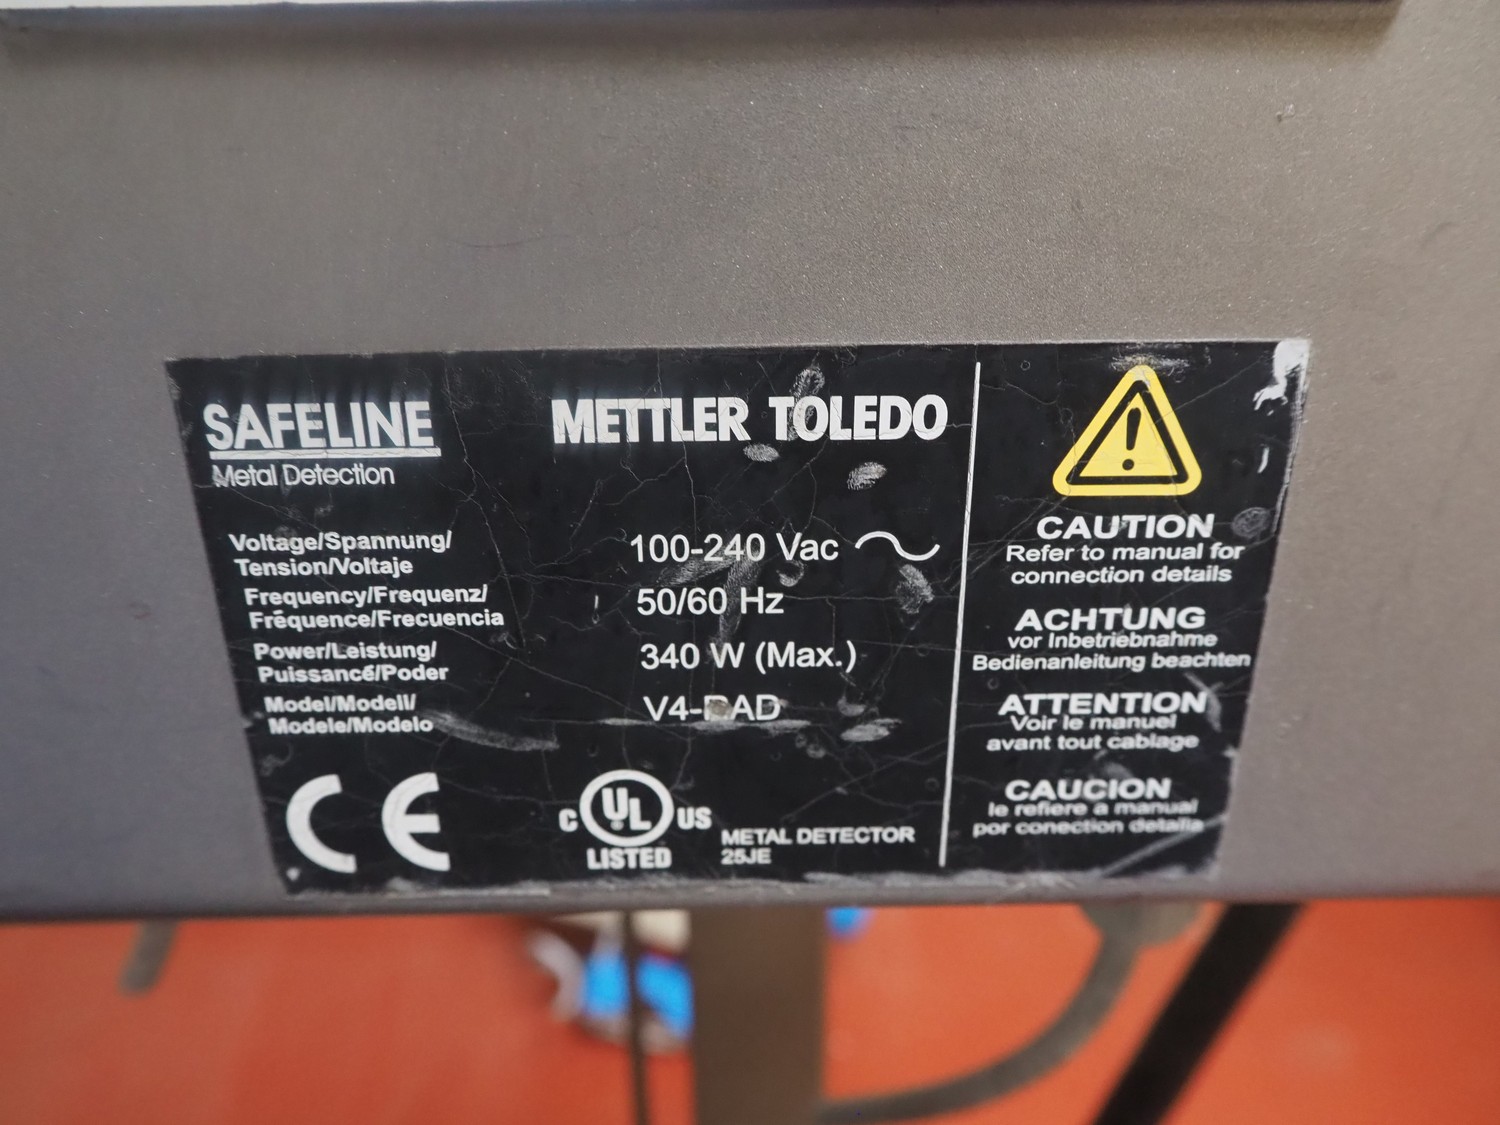 SAFELINE
Metal Detection
METTLER TOLEDO
Voltage/Spannung/
Tension/Voltaje
100-240 Vac
Frequency/Frequenz/
Fréquence/Frecuencia
50/60 Hz
Power/Leistung/
Puissancé/Poder
340 W (Max.)
Model/Modell/
Modele/Modelo
CE
C UL US
LISTED
METAL DETECTOR
25JE
CAUTION
Refer to manual for
connection details
ACHTUNG
vor Inbetriebnahme
Bedienanleitung beachten
ATTENTION
Voir le manuel
avant tout cablage
CAUCION
le refiere a manual
por conection detalla